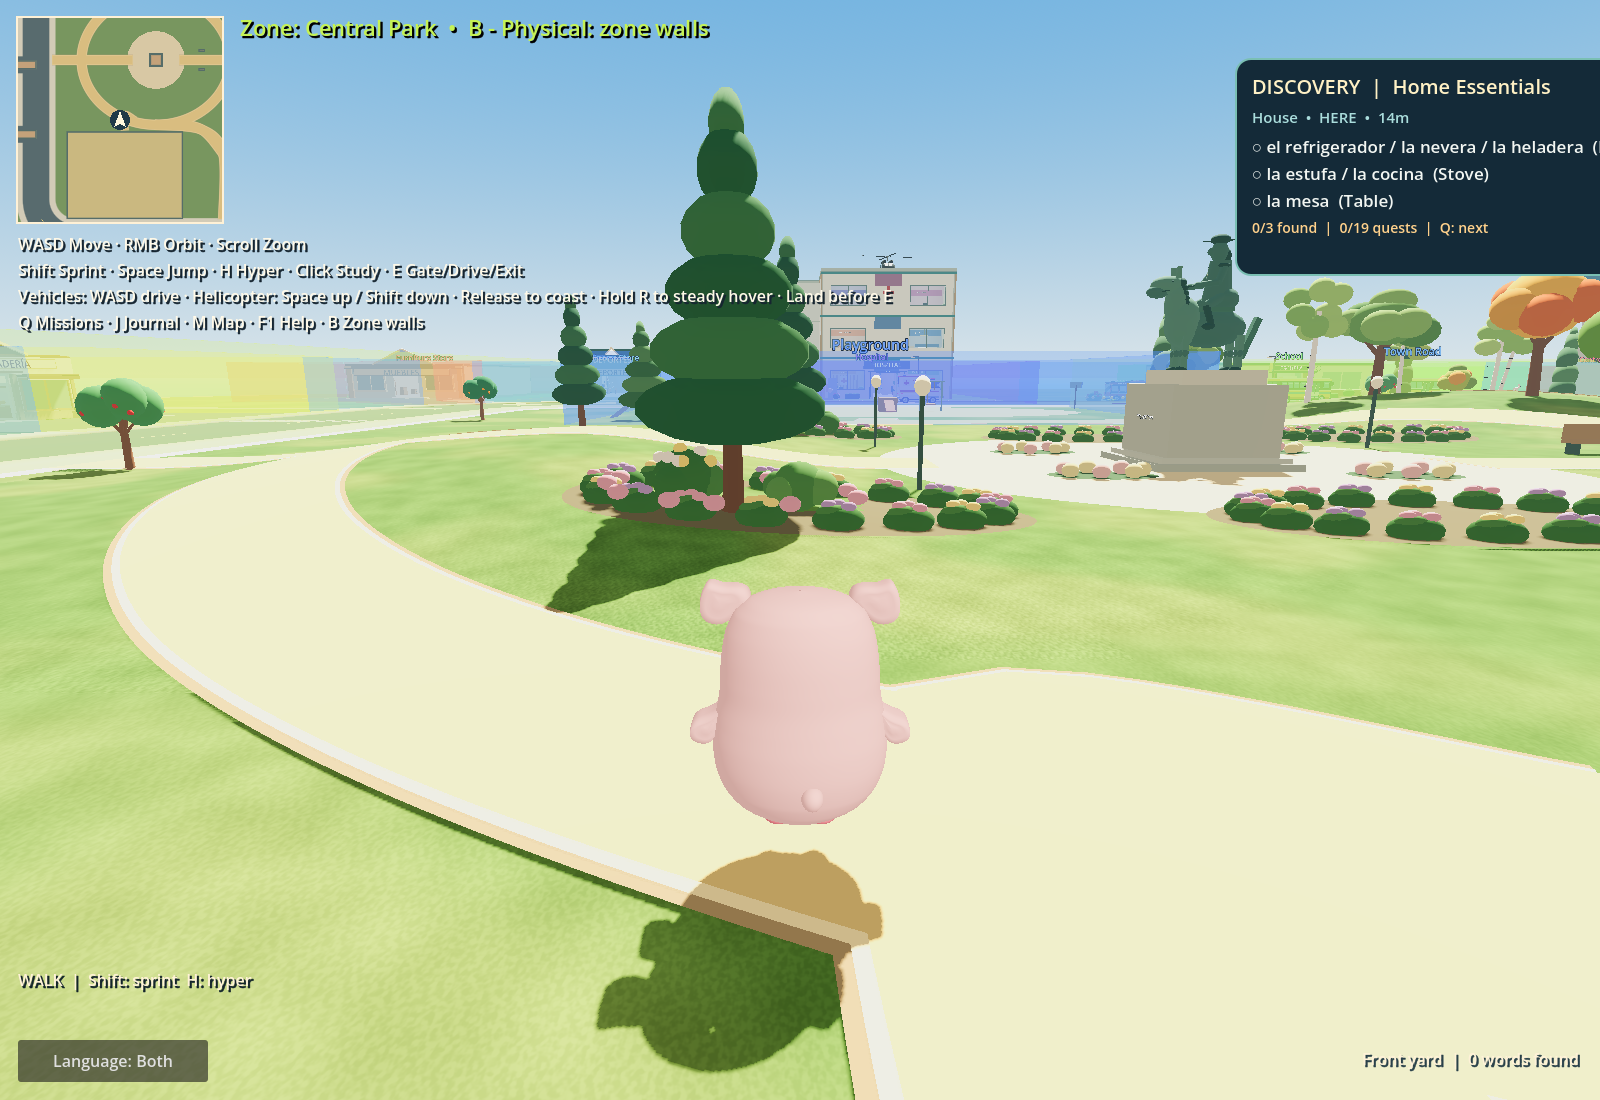 Zone: Central Park • B - Physical: zone walls
DISCOVERY | Home Essentials
House • HERE • 14m
○ el refrigerador / la nevera / la heladera (
○ la estufa / la cocina (Stove)
○ la mesa (Table)
0/3 found | 0/19 quests | Q: next
WASD Move · RMB Orbit · Scroll Zoom
Shift Sprint · Space Jump · H Hyper · Click Study · E Gate/Drive/Exit
Vehicles: WASD drive · Helicopter: Space up / Shift down · Release to coast · Hold R to steady hover · Land before E
Q Missions · J Journal · M Map · F1 Help · B Zone walls
Playground
Hospital
School
Town Road
WALK | Shift: sprint H: hyper
Language: Both
Front yard | 0 words found